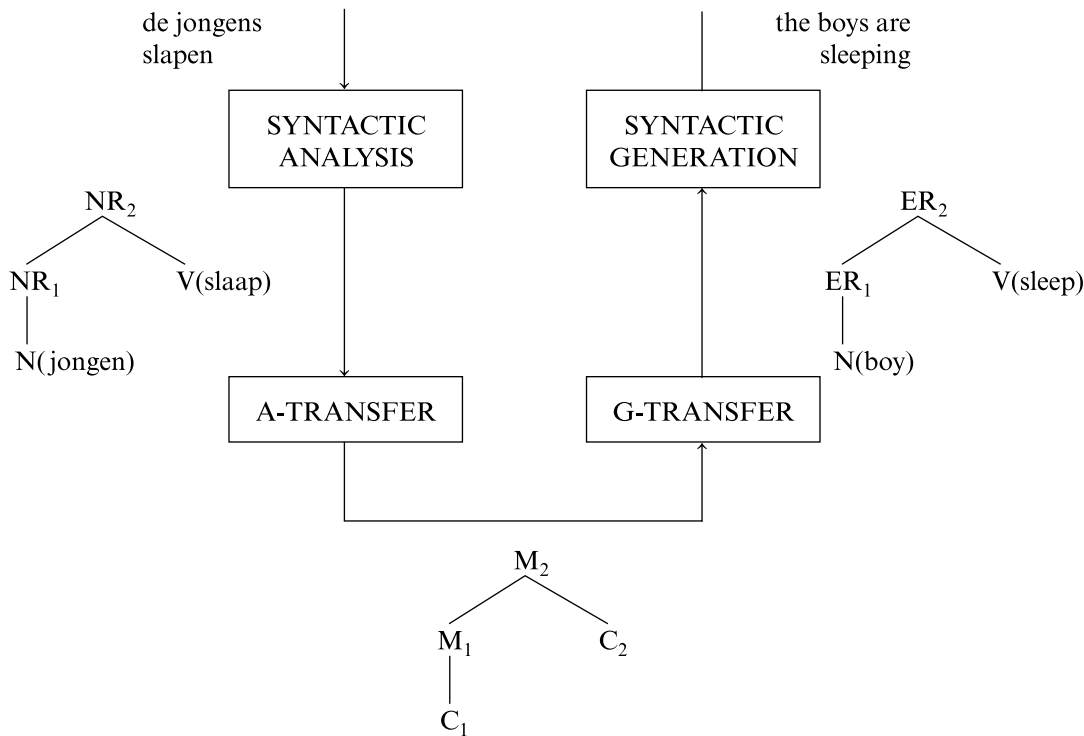 de jongens
slapen
the boys are
sleeping
SYNTACTIC
ANALYSIS
SYNTACTIC
GENERATION
NR₂
NR₁
V(slaap)
N(jongen)
ER₂
ER₁
V(sleep)
N(boy)
A-TRANSFER
G-TRANSFER
M₂
M₁
C₂
C₁